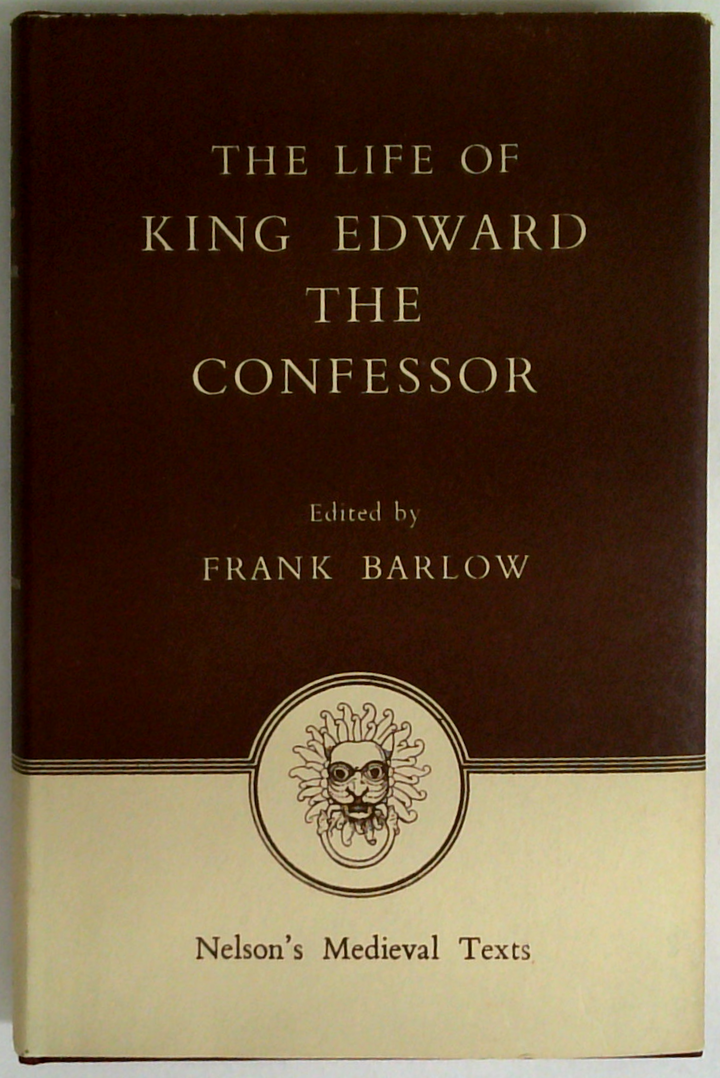 THE LIFE OF
KING EDWARD
THE
CONFESSOR
Edited by
FRANK BARLOW
Nelson's Medieval Texts